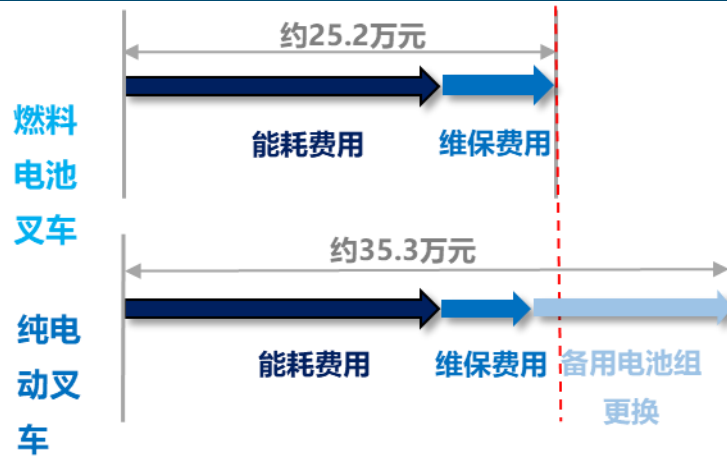 约25.2万元
燃料
电池
叉车
能耗费用
维保费用
约35.3万元
纯电
动叉
车
能耗费用
维保费用
备用电池组
更换